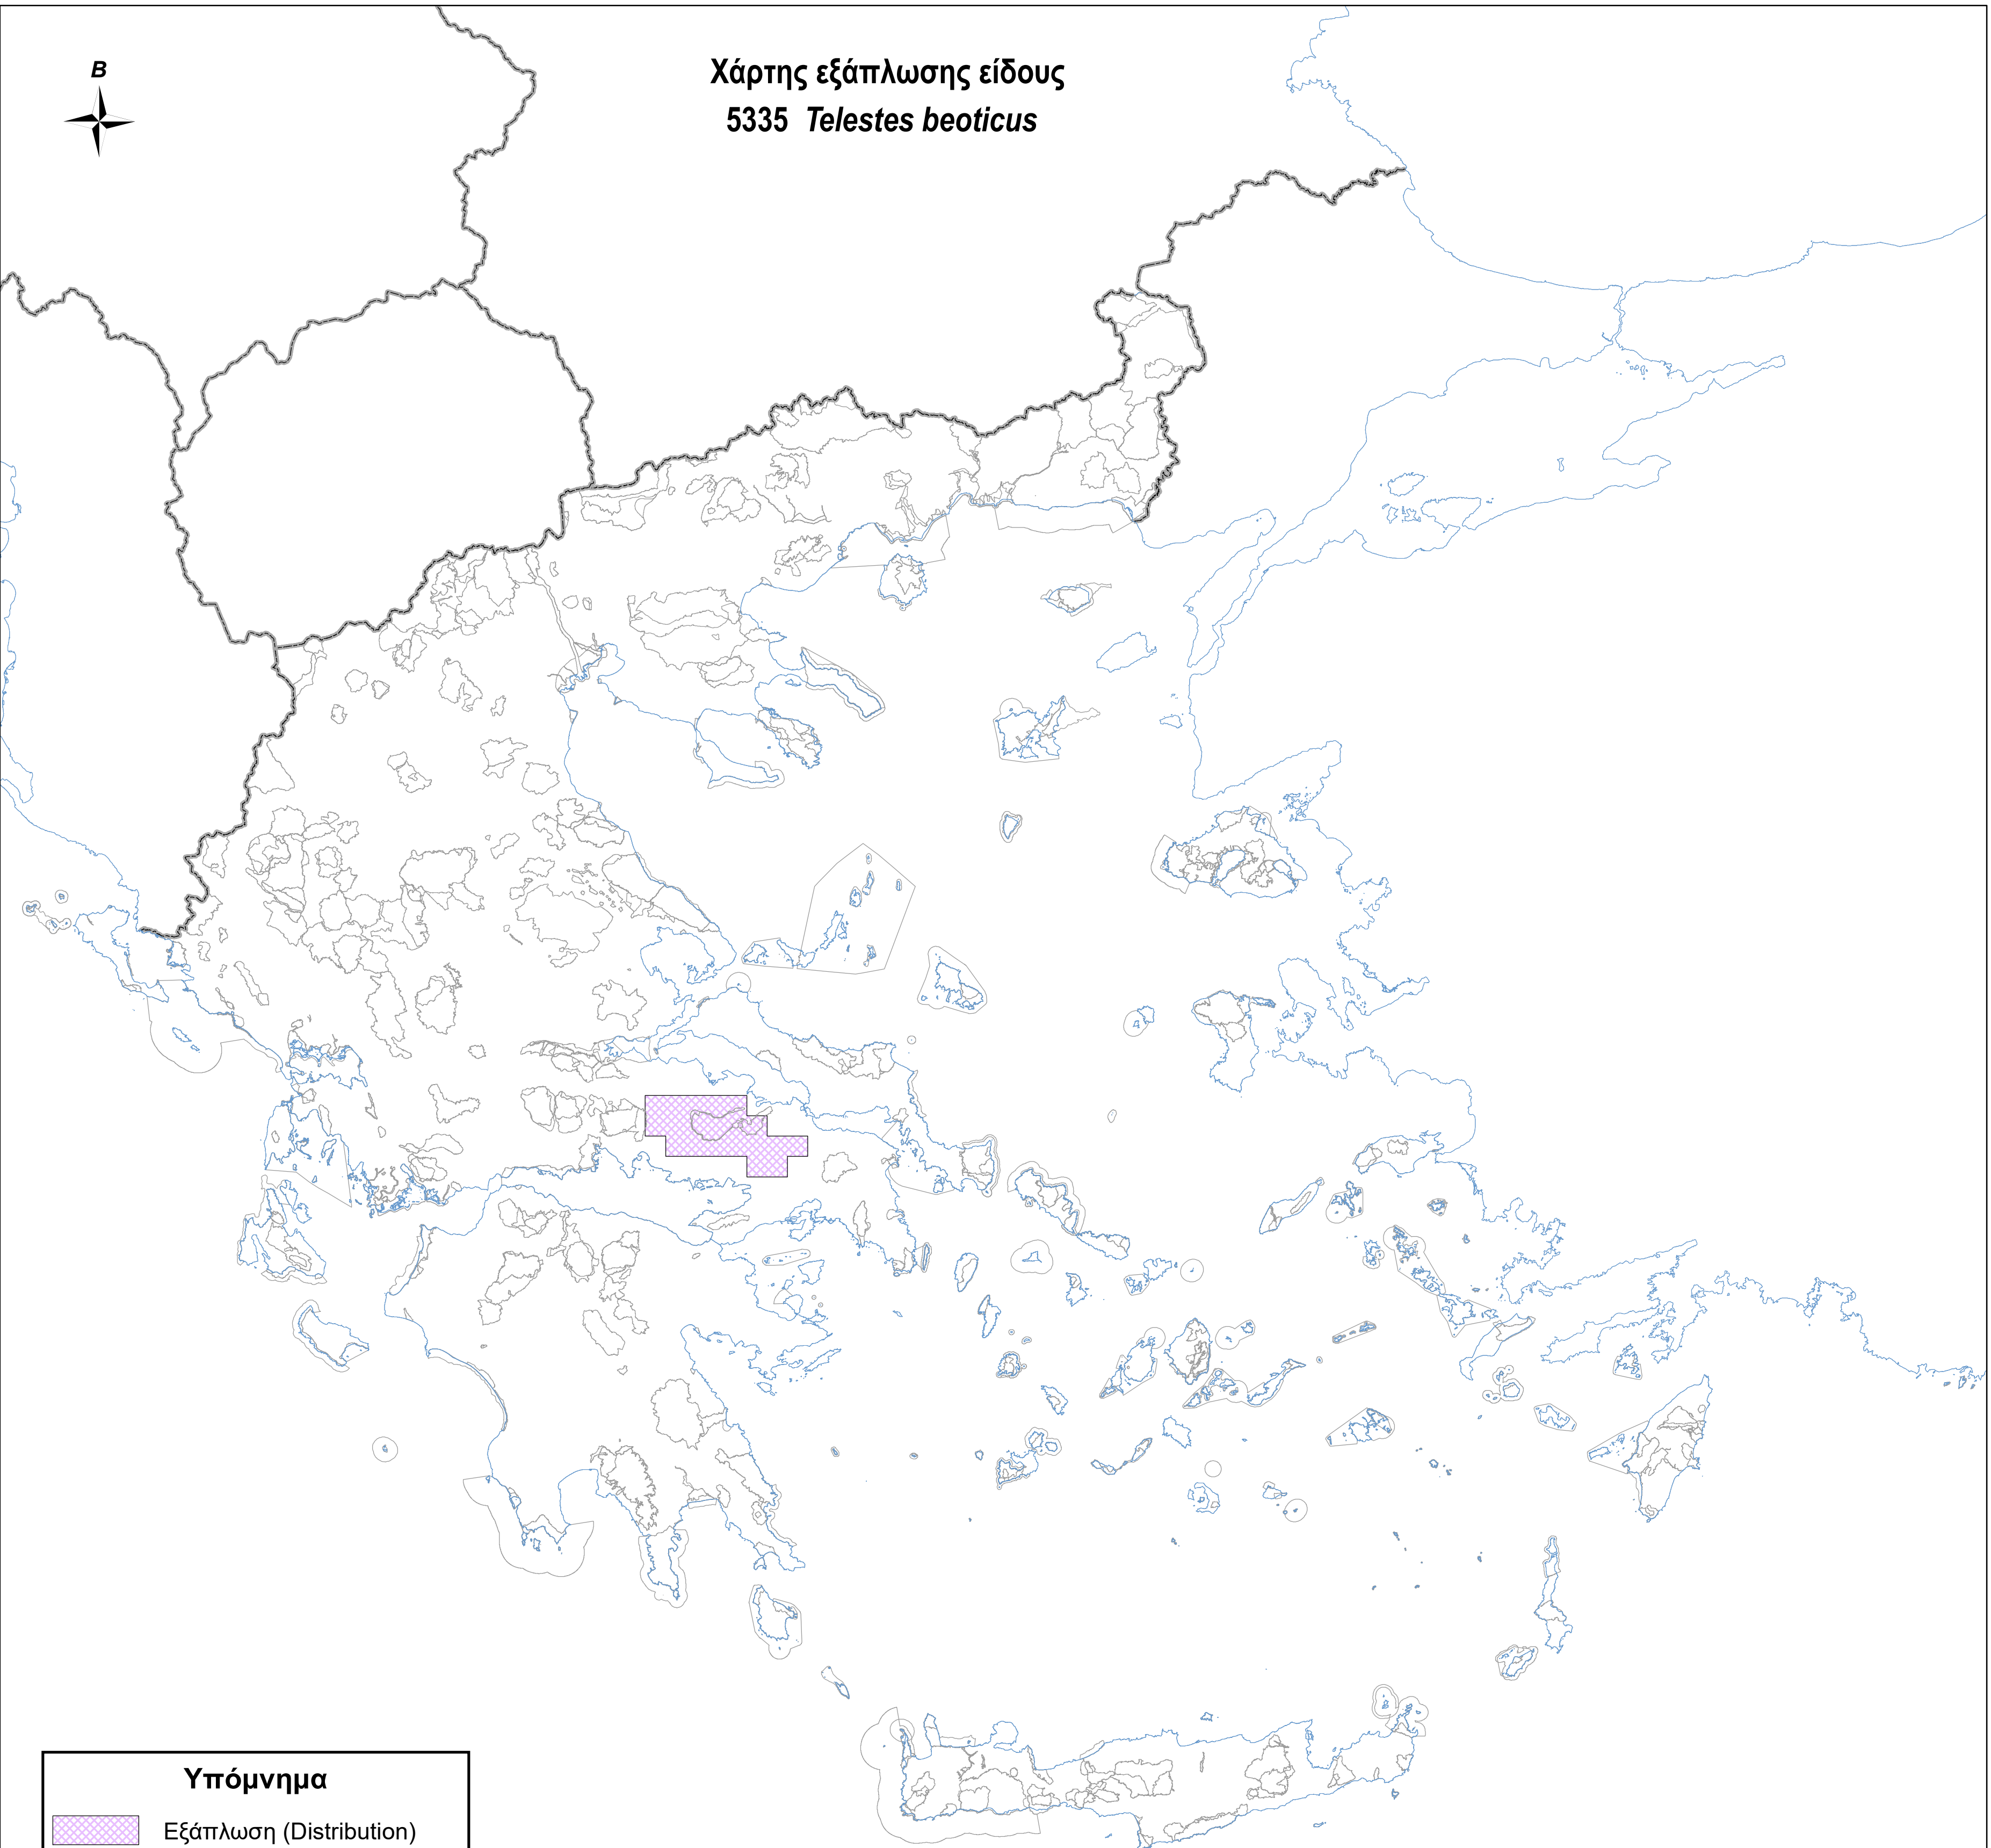 Β
Χάρτης εξάπλωσης είδους
5335 Telestes beoticus
Υπόμνημα
Εξάπλωση (Distribution)